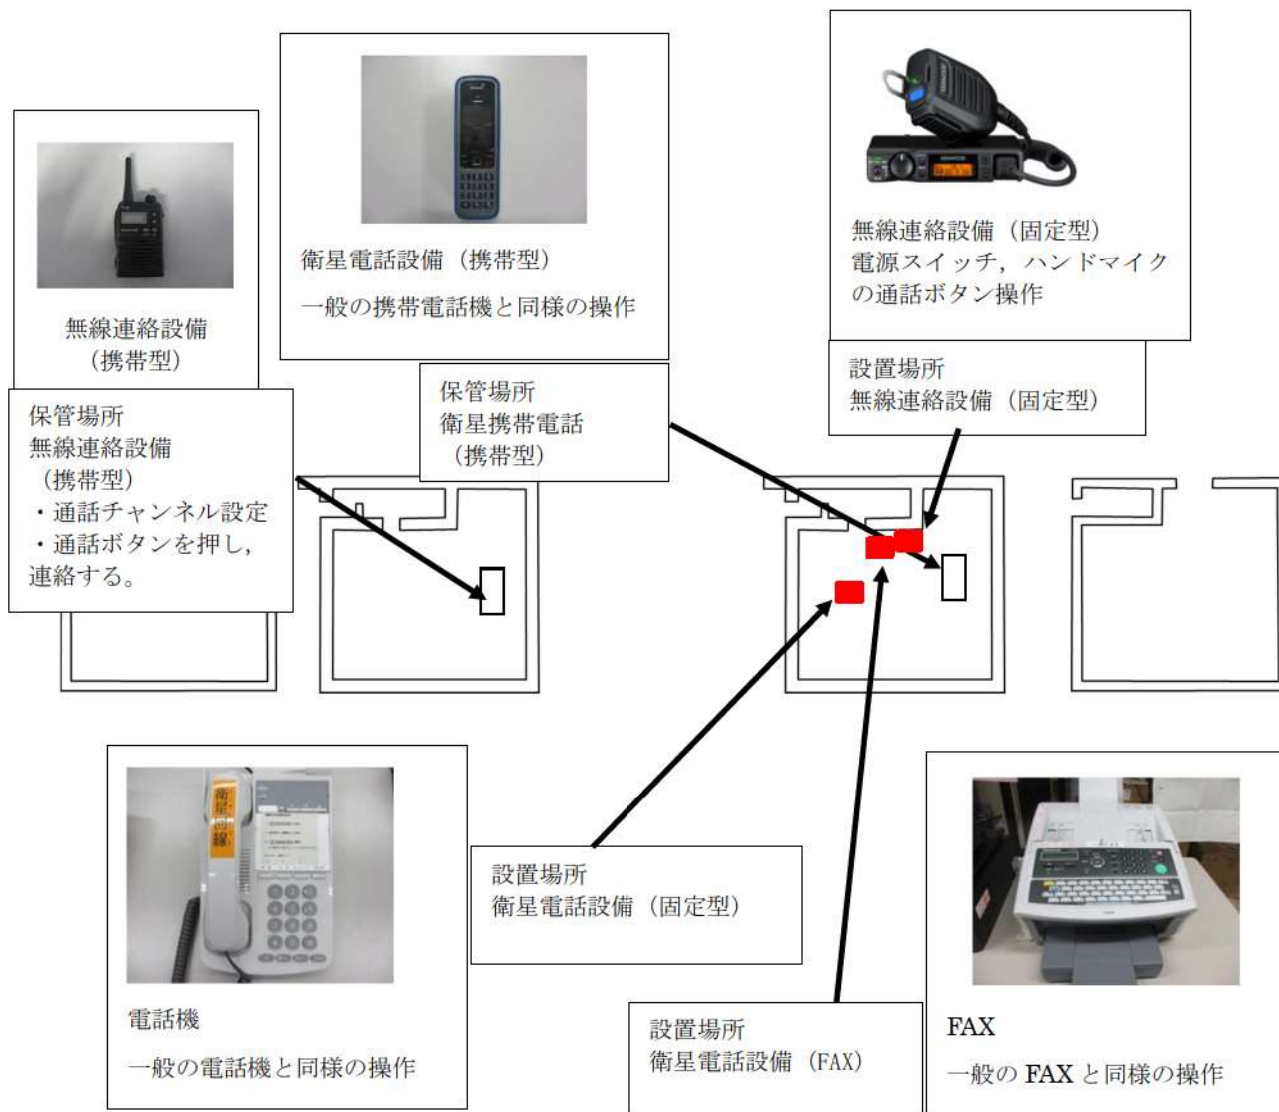 無線連絡設備
（携帯型）
衛星電話設備（携帯型）
一般の携帯電話機と同様の操作
無線連絡設備（固定型）
電源スイッチ，ハンドマイク
の通話ボタン操作
保管場所
無線連絡設備
（携帯型）
・通話チャンネル設定
・通話ボタンを押し，
連絡する。
保管場所
衛星携帯電話
（携帯型）
設置場所
無線連絡設備（固定型）
衛星回線
電話機
一般の電話機と同様の操作
設置場所
衛星電話設備（固定型）
設置場所
衛星電話設備（FAX）
FAX
一般の FAX と同様の操作